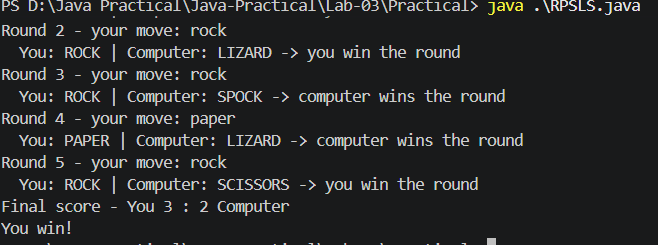 PS D:\Java Practical\Java-Practical\Lab-03\Practical> java .\RPSLS.java
Round 2 - your move: rock
  You: ROCK | Computer: LIZARD -> you win the round
Round 3 - your move: rock
  You: ROCK | Computer: SPOCK -> computer wins the round
Round 4 - your move: paper
  You: PAPER | Computer: LIZARD -> computer wins the round
Round 5 - your move: rock
  You: ROCK | Computer: SCISSORS -> you win the round
Final score - You 3 : 2 Computer
You win!